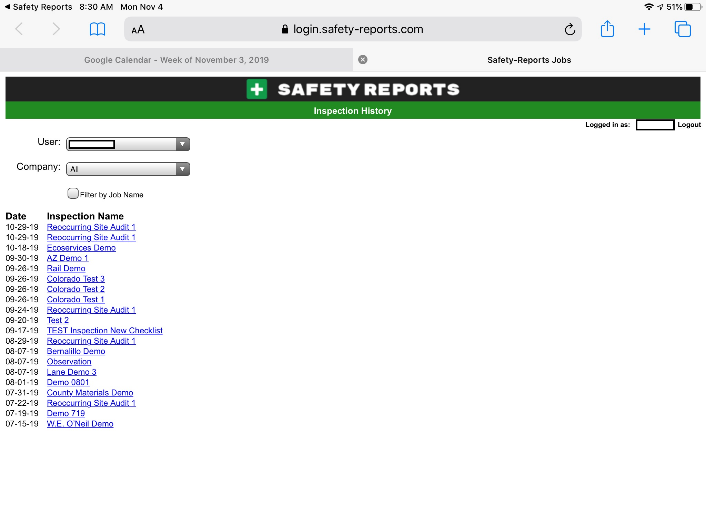 ◀ Safety Reports 8:30 AM Mon Nov 4 51%
AA login.safety-reports.com
Google Calendar - Week of November 3, 2019 Safety-Reports Jobs
SAFETY REPORTS
Inspection History
Logged in as: Logout
User:
Company: Al
Filter by Job Name
Date Inspection Name
10-29-19 Reoccurring Site Audit 1
10-29-19 Reoccurring Site Audit 1
10-18-19 Ecoservices Demo
09-30-19 AZ Demo 1
09-26-19 Rail Demo
09-26-19 Colorado Test 3
09-26-19 Colorado Test 2
09-26-19 Colorado Test 1
09-24-19 Reoccurring Site Audit 1
09-20-19 Test 2
09-17-19 TEST Inspection New Checklist
08-29-19 Reoccurring Site Audit 1
08-07-19 Bernalillo Demo
08-07-19 Observation
08-07-19 Lane Demo 3
08-01-19 Demo 0801
07-31-19 County Materials Demo
07-22-19 Reoccurring Site Audit 1
07-19-19 Demo 719
07-15-19 W.E. O'Neil Demo